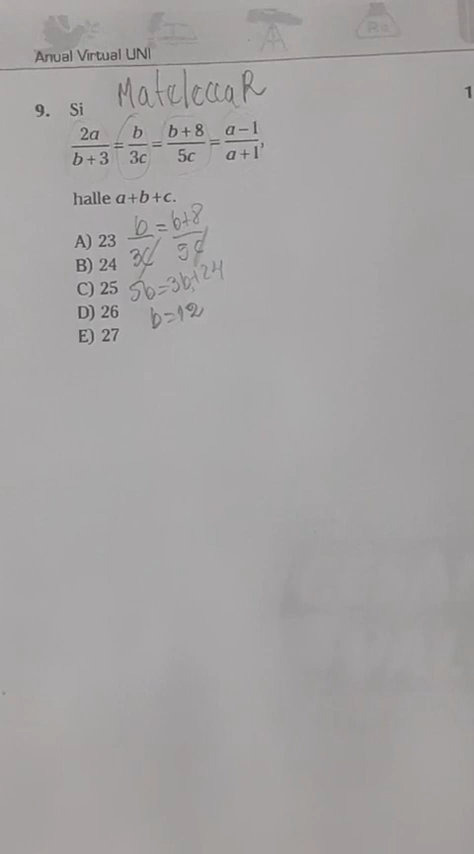 Anual Virtual UNI
MateleccaR
1
9. Si
2a/(b+3) = b/3c = (b+8)/5c = (a−1)/(a+1),
halle a+b+c.
A) 23
B) 24
C) 25
D) 26
E) 27
b/3c = (b+8)/5c
5b=3b+24
b=12